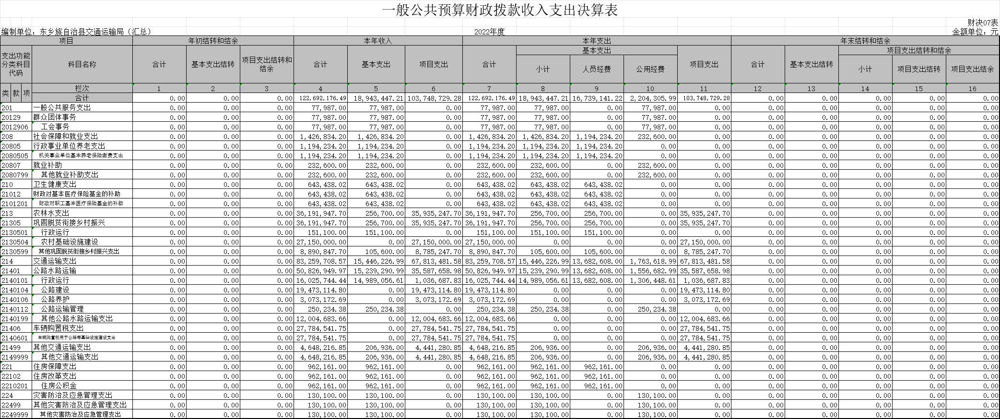 一般公共预算财政拨款收入支出决算表
财决07表
编制单位：东乡族自治县交通运输局（汇总） 2022年度 金额单位：元
项目 年初结转和结余 本年收入 本年支出 年末结转和结余
支出功能分类科目代码 科目名称 合计 基本支出结转 项目支出结转和结余 合计 基本支出 项目支出 合计 基本支出 项目支出 合计 基本支出结转 项目支出结转和结余
小计 人员经费 公用经费 小计 项目支出结转 项目支出结余
类 款 项 栏次 1 2 3 4 5 6 7 8 9 10 11 12 13 14 15 16
合计 0.00 0.00 0.00 122,692,176.49 18,943,447.21 103,748,729.28 122,692,176.49 18,943,447.21 16,739,141.22 2,204,305.99 103,748,729.28 0.00 0.00 0.00 0.00 0.00
201 一般公共服务支出 0.00 0.00 0.00 77,987.00 77,987.00 0.00 77,987.00 77,987.00 0.00 77,987.00 0.00 0.00 0.00 0.00 0.00 0.00
20129 群众团体事务 0.00 0.00 0.00 77,987.00 77,987.00 0.00 77,987.00 77,987.00 0.00 77,987.00 0.00 0.00 0.00 0.00 0.00 0.00
2012906 工会事务 0.00 0.00 0.00 77,987.00 77,987.00 0.00 77,987.00 77,987.00 0.00 77,987.00 0.00 0.00 0.00 0.00 0.00 0.00
208 社会保障和就业支出 0.00 0.00 0.00 1,426,834.20 1,426,834.20 0.00 1,426,834.20 1,426,834.20 1,194,234.20 232,600.00 0.00 0.00 0.00 0.00 0.00 0.00
20805 行政事业单位养老支出 0.00 0.00 0.00 1,194,234.20 1,194,234.20 0.00 1,194,234.20 1,194,234.20 1,194,234.20 0.00 0.00 0.00 0.00 0.00 0.00 0.00
2080505 机关事业单位基本养老保险缴费支出 0.00 0.00 0.00 1,194,234.20 1,194,234.20 0.00 1,194,234.20 1,194,234.20 1,194,234.20 0.00 0.00 0.00 0.00 0.00 0.00 0.00
20807 就业补助 0.00 0.00 0.00 232,600.00 232,600.00 0.00 232,600.00 232,600.00 0.00 232,600.00 0.00 0.00 0.00 0.00 0.00 0.00
2080799 其他就业补助支出 0.00 0.00 0.00 232,600.00 232,600.00 0.00 232,600.00 232,600.00 0.00 232,600.00 0.00 0.00 0.00 0.00 0.00 0.00
210 卫生健康支出 0.00 0.00 0.00 643,438.02 643,438.02 0.00 643,438.02 643,438.02 643,438.02 0.00 0.00 0.00 0.00 0.00 0.00 0.00
21012 财政对基本医疗保险基金的补助 0.00 0.00 0.00 643,438.02 643,438.02 0.00 643,438.02 643,438.02 643,438.02 0.00 0.00 0.00 0.00 0.00 0.00 0.00
2101201 财政对职工基本医疗保险基金的补助 0.00 0.00 0.00 643,438.02 643,438.02 0.00 643,438.02 643,438.02 643,438.02 0.00 0.00 0.00 0.00 0.00 0.00 0.00
213 农林水支出 0.00 0.00 0.00 36,191,947.70 256,700.00 35,935,247.70 36,191,947.70 256,700.00 256,700.00 0.00 35,935,247.70 0.00 0.00 0.00 0.00 0.00
21305 巩固脱贫衔接乡村振兴 0.00 0.00 0.00 36,191,947.70 256,700.00 35,935,247.70 36,191,947.70 256,700.00 256,700.00 0.00 35,935,247.70 0.00 0.00 0.00 0.00 0.00
2130501 行政运行 0.00 0.00 0.00 151,100.00 151,100.00 0.00 151,100.00 151,100.00 151,100.00 0.00 0.00 0.00 0.00 0.00 0.00 0.00
2130504 农村基础设施建设 0.00 0.00 0.00 27,150,000.00 0.00 27,150,000.00 27,150,000.00 0.00 0.00 0.00 27,150,000.00 0.00 0.00 0.00 0.00 0.00
2130599 其他巩固脱贫衔接乡村振兴支出 0.00 0.00 0.00 8,890,847.70 105,600.00 8,785,247.70 8,890,847.70 105,600.00 105,600.00 0.00 8,785,247.70 0.00 0.00 0.00 0.00 0.00
214 交通运输支出 0.00 0.00 0.00 83,259,708.57 15,446,226.99 67,813,481.58 83,259,708.57 15,446,226.99 13,682,608.00 1,763,618.99 67,813,481.58 0.00 0.00 0.00 0.00 0.00
21401 公路水路运输 0.00 0.00 0.00 50,826,949.97 15,239,290.99 35,587,658.98 50,826,949.97 15,239,290.99 13,682,608.00 1,556,682.99 35,587,658.98 0.00 0.00 0.00 0.00 0.00
2140101 行政运行 0.00 0.00 0.00 16,025,744.44 14,989,056.61 1,036,687.83 16,025,744.44 14,989,056.61 13,682,608.00 1,306,448.61 1,036,687.83 0.00 0.00 0.00 0.00 0.00
2140104 公路建设 0.00 0.00 0.00 19,473,114.80 0.00 19,473,114.80 19,473,114.80 0.00 0.00 0.00 19,473,114.80 0.00 0.00 0.00 0.00 0.00
2140106 公路养护 0.00 0.00 0.00 3,073,172.69 0.00 3,073,172.69 3,073,172.69 0.00 0.00 0.00 3,073,172.69 0.00 0.00 0.00 0.00 0.00
2140112 公路运输管理 0.00 0.00 0.00 250,234.38 250,234.38 0.00 250,234.38 250,234.38 0.00 250,234.38 0.00 0.00 0.00 0.00 0.00 0.00
2140199 其他公路水路运输支出 0.00 0.00 0.00 12,004,683.66 0.00 12,004,683.66 12,004,683.66 0.00 0.00 0.00 12,004,683.66 0.00 0.00 0.00 0.00 0.00
21406 车辆购置税支出 0.00 0.00 0.00 27,784,541.75 0.00 27,784,541.75 27,784,541.75 0.00 0.00 0.00 27,784,541.75 0.00 0.00 0.00 0.00 0.00
2140601 车辆购置税用于公路等基础设施建设支出 0.00 0.00 0.00 27,784,541.75 0.00 27,784,541.75 27,784,541.75 0.00 0.00 0.00 27,784,541.75 0.00 0.00 0.00 0.00 0.00
21499 其他交通运输支出 0.00 0.00 0.00 4,648,216.85 206,936.00 4,441,280.85 4,648,216.85 206,936.00 0.00 206,936.00 4,441,280.85 0.00 0.00 0.00 0.00 0.00
2149999 其他交通运输支出 0.00 0.00 0.00 4,648,216.85 206,936.00 4,441,280.85 4,648,216.85 206,936.00 0.00 206,936.00 4,441,280.85 0.00 0.00 0.00 0.00 0.00
221 住房保障支出 0.00 0.00 0.00 962,161.00 962,161.00 0.00 962,161.00 962,161.00 962,161.00 0.00 0.00 0.00 0.00 0.00 0.00 0.00
22102 住房改革支出 0.00 0.00 0.00 962,161.00 962,161.00 0.00 962,161.00 962,161.00 962,161.00 0.00 0.00 0.00 0.00 0.00 0.00 0.00
2210201 住房公积金 0.00 0.00 0.00 962,161.00 962,161.00 0.00 962,161.00 962,161.00 962,161.00 0.00 0.00 0.00 0.00 0.00 0.00 0.00
224 灾害防治及应急管理支出 0.00 0.00 0.00 130,100.00 130,100.00 0.00 130,100.00 130,100.00 0.00 130,100.00 0.00 0.00 0.00 0.00 0.00 0.00
22499 其他灾害防治及应急管理支出 0.00 0.00 0.00 130,100.00 130,100.00 0.00 130,100.00 130,100.00 0.00 130,100.00 0.00 0.00 0.00 0.00 0.00 0.00
2249999 其他灾害防治及应急管理支出 0.00 0.00 0.00 130,100.00 130,100.00 0.00 130,100.00 130,100.00 0.00 130,100.00 0.00 0.00 0.00 0.00 0.00 0.00